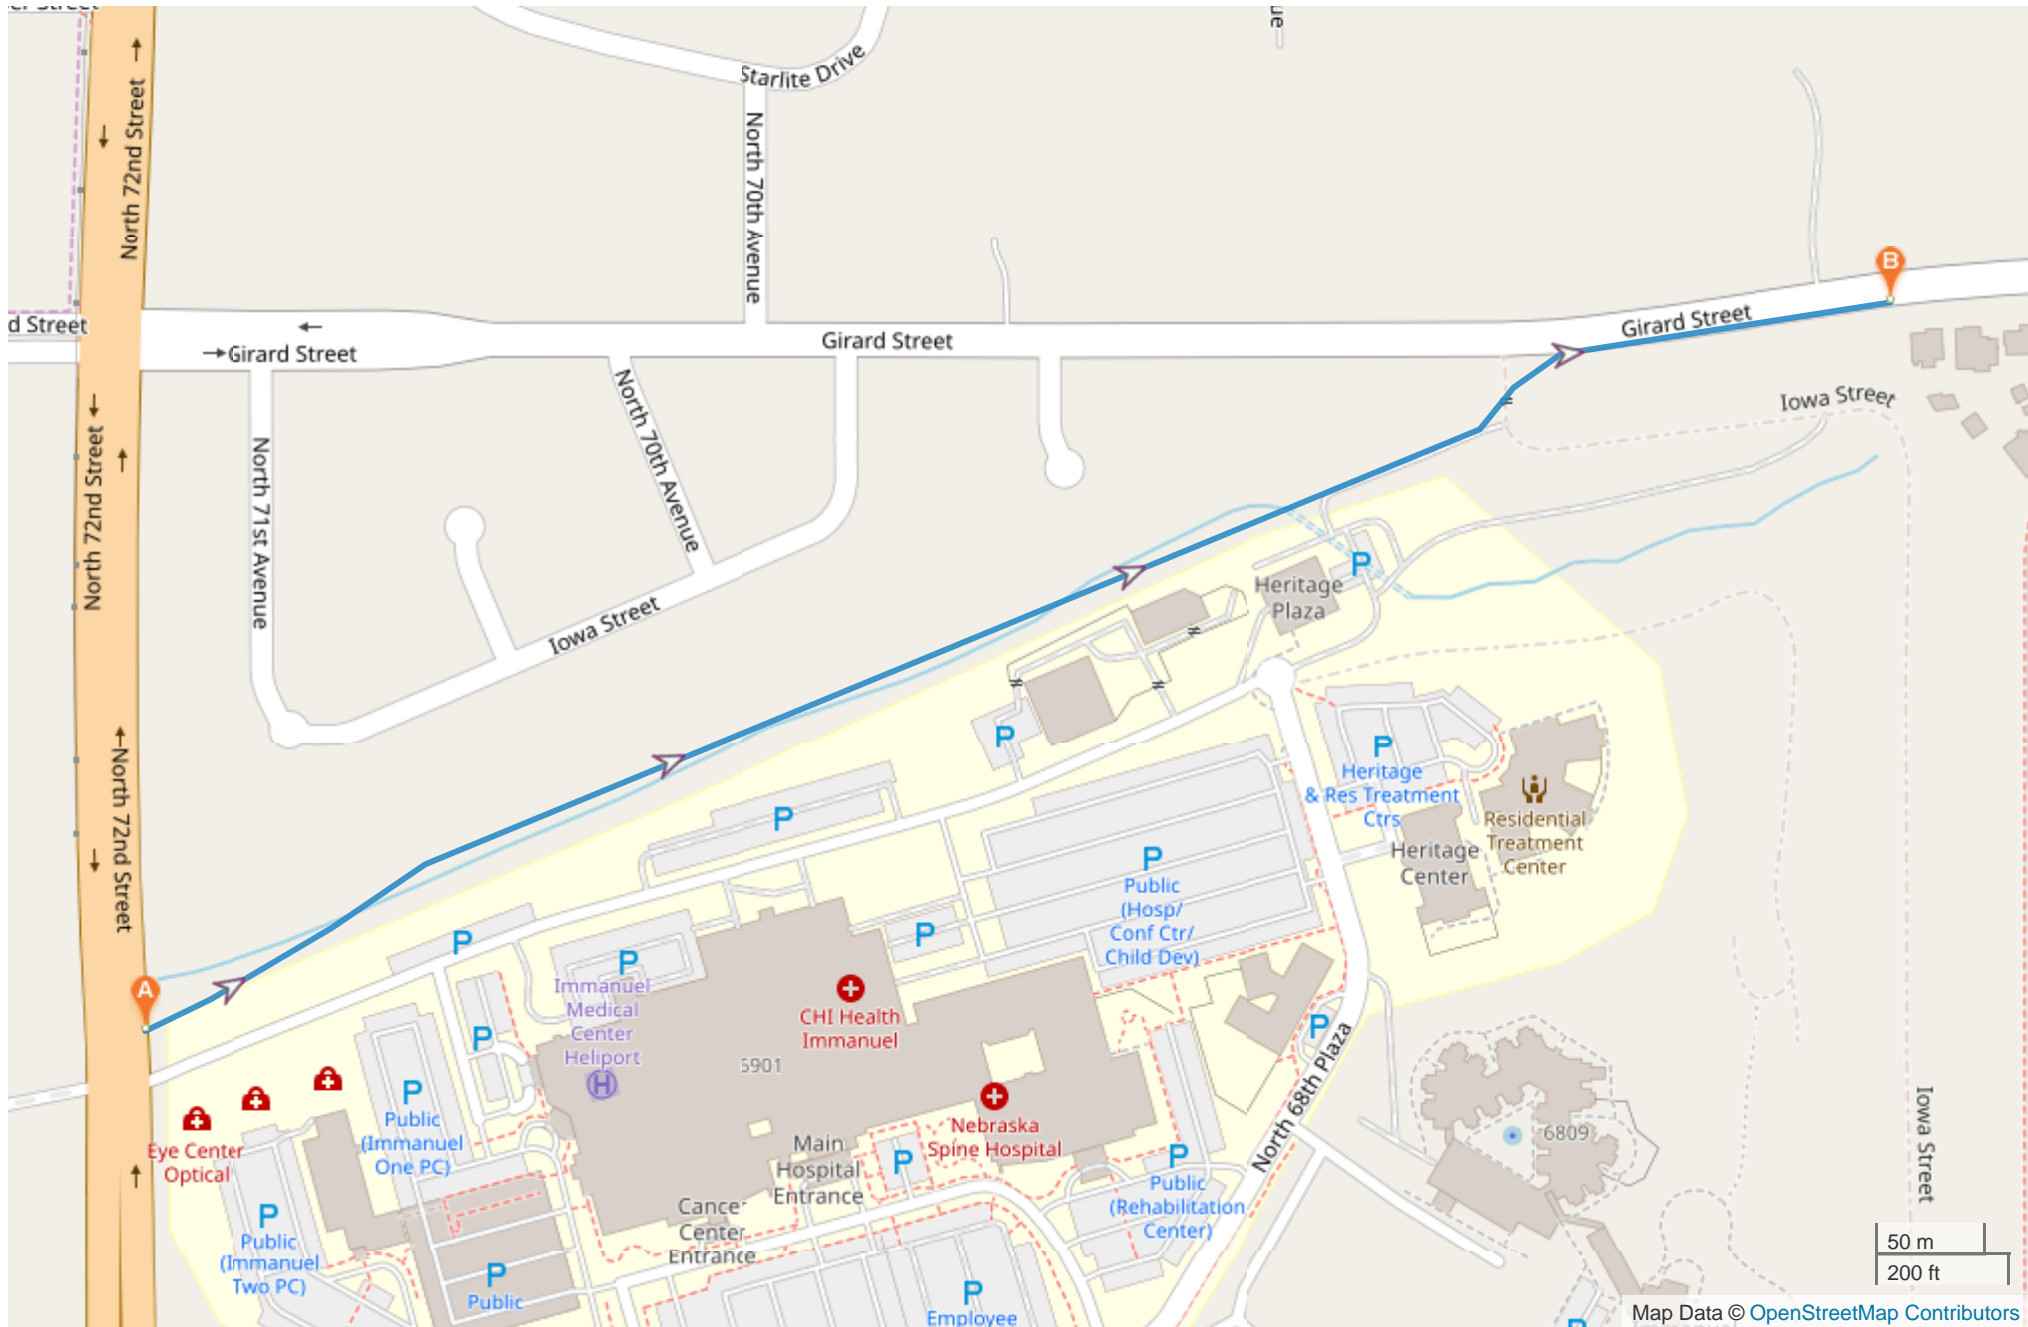 North 72nd Street
Starlite Drive
North 70th Avenue
B
d Street
Girard Street
Girard Street
Girard Street
North 70th Avenue
Iowa Street
North 72nd Street
North 71st Avenue
P
Heritage
Plaza
Iowa Street
P
P
Heritage
& Res Treatment
Ctrs
Residential
Treatment
Center
North 72nd Street
P
Heritage
Center
P
Public
(Hosp/
Conf Ctr/
Child Dev)
P
P
P
A
Immanuel
Medical
Center
Heliport
H
CHI Health
Immanuel
P
P
North 68th Plaza
5901
P
Public
(Immanuel
One PC)
Eye Center
Optical
Nebraska
Spine Hospital
6809
Iowa Street
Main
Hospital
Entrance
P
P
Public
(Rehabilitation
Center)
Cancer
Center
Entrance
P
Public
(Immanuel
Two PC)
P
Public
P
Employee
50 m
200 ft
Map Data © OpenStreetMap Contributors